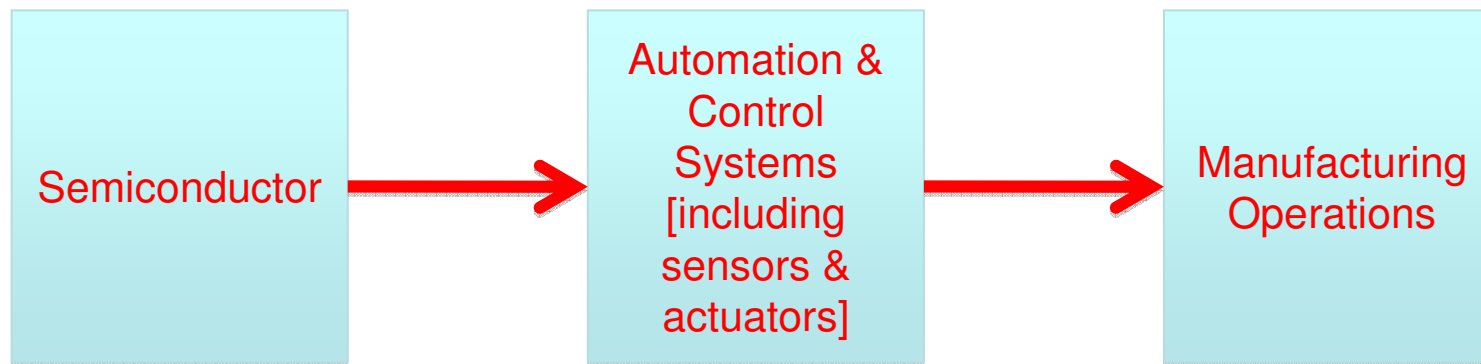 Semiconductor
Automation &
Control
Systems
[including
sensors &
actuators]
Manufacturing
Operations